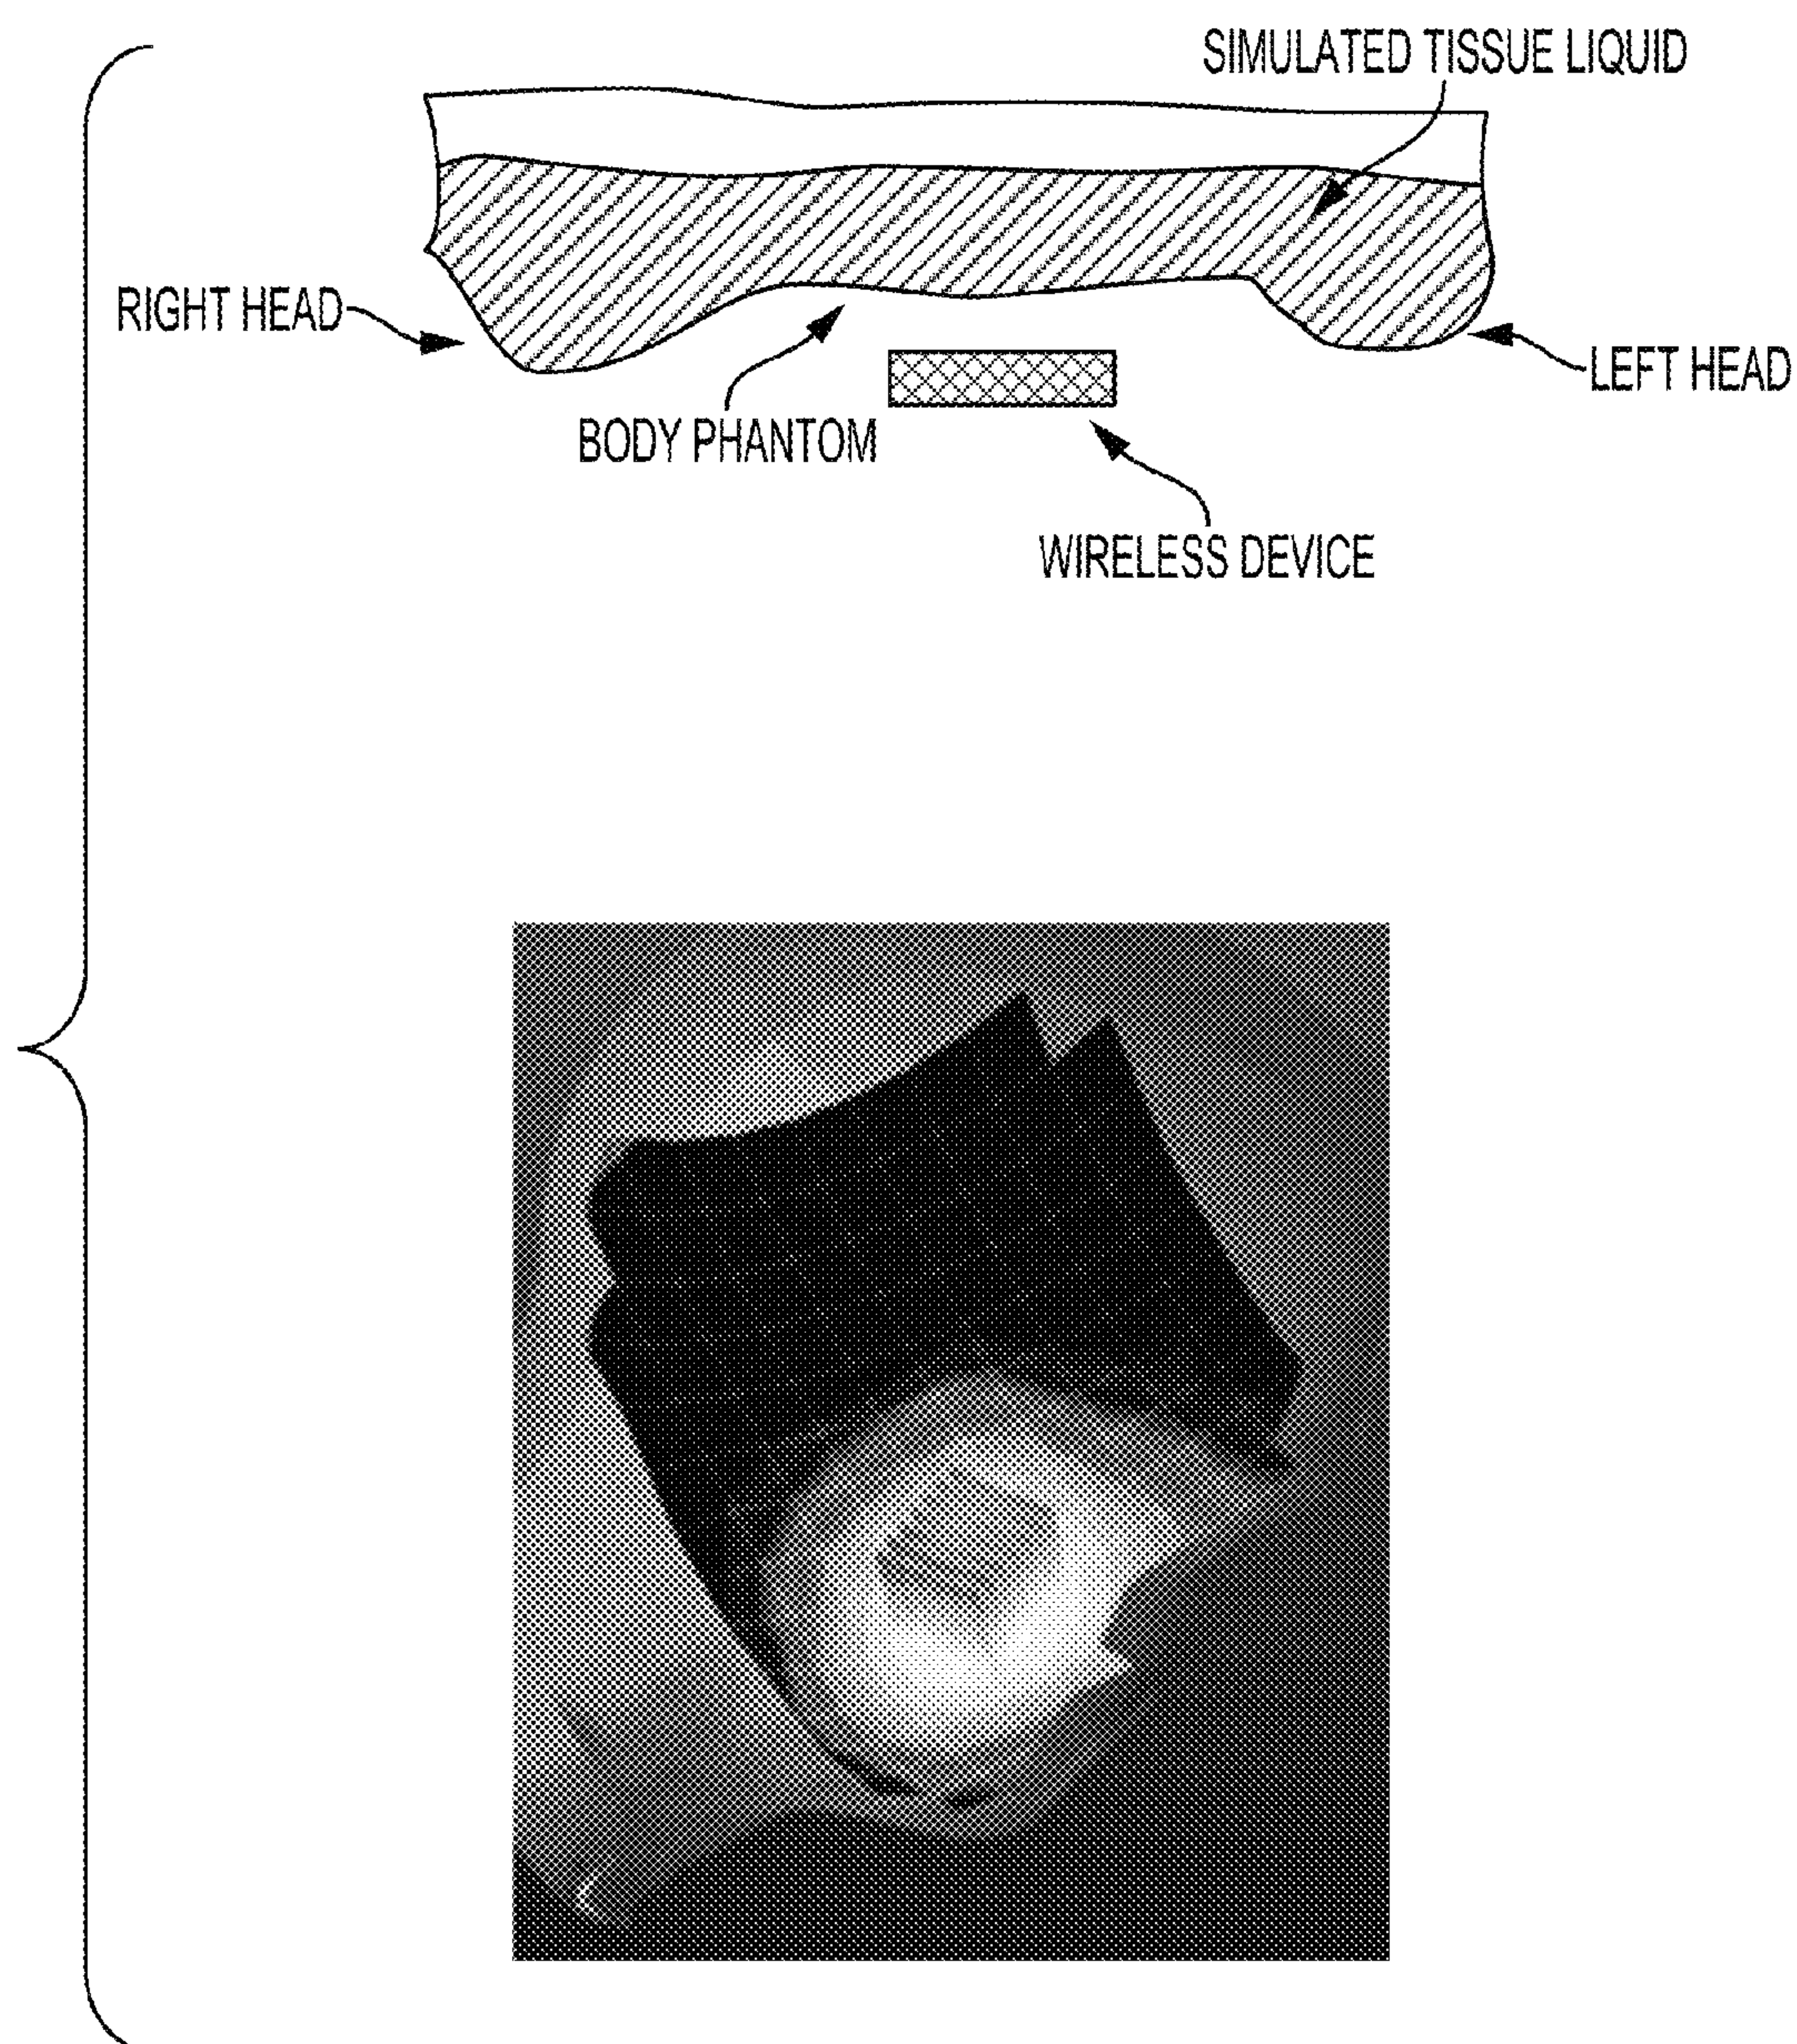 SIMULATED TISSUE LIQUID
RIGHT HEAD
LEFT HEAD
BODY PHANTOM
WIRELESS DEVICE